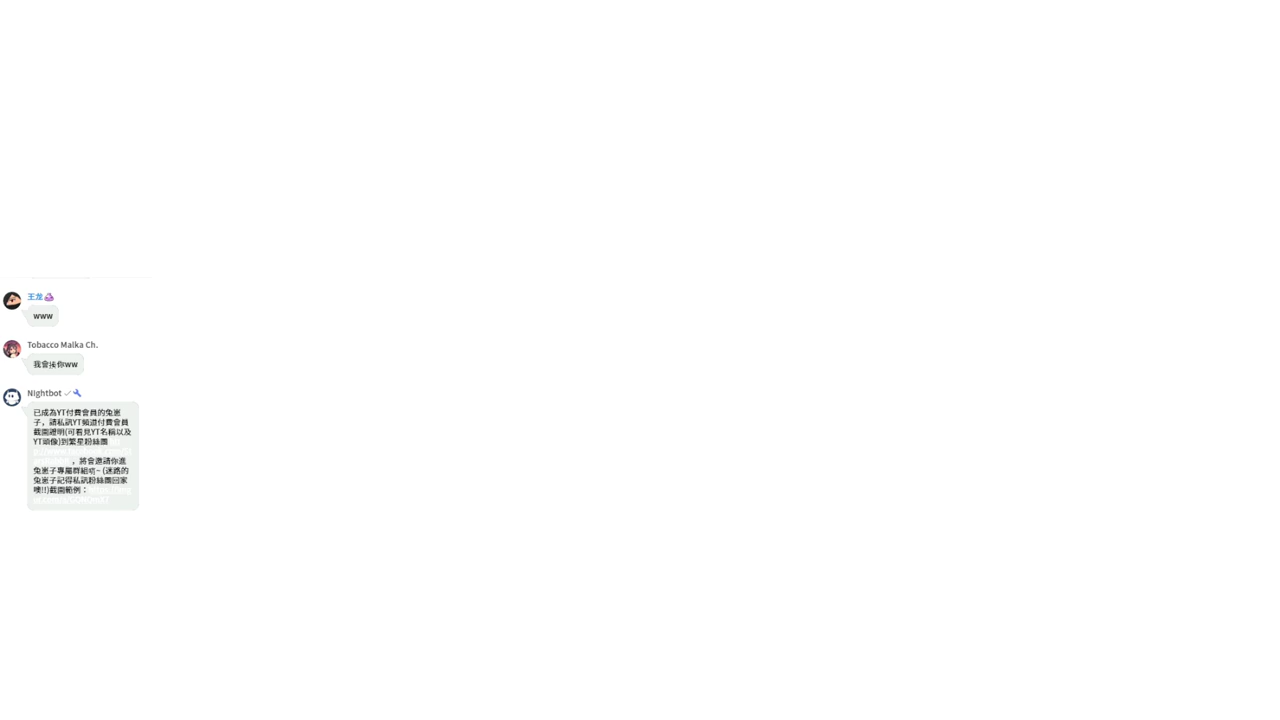 王龙
www
Tobacco Malka Ch.
我會接你ww
Nightbot
已成為YT付費會員的兔崽
子，請私訊YT頻道付費會員
截圖證明(可看見YT名稱以及
YT頭像)到繁星粉絲團
，將會邀請你進
兔崽子專屬群組唷~ (迷路的
兔崽子記得私訊粉絲團回家
噢!!)截圖範例：